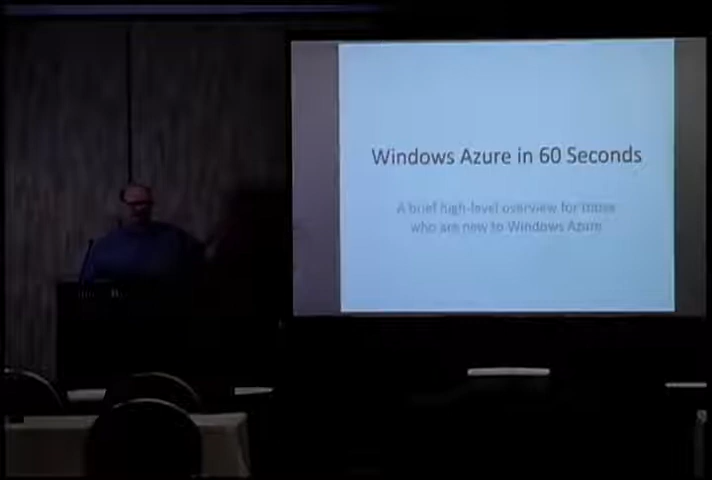 Windows Azure in 60 Seconds
A brief high-level overview for those
who are new to Windows Azure